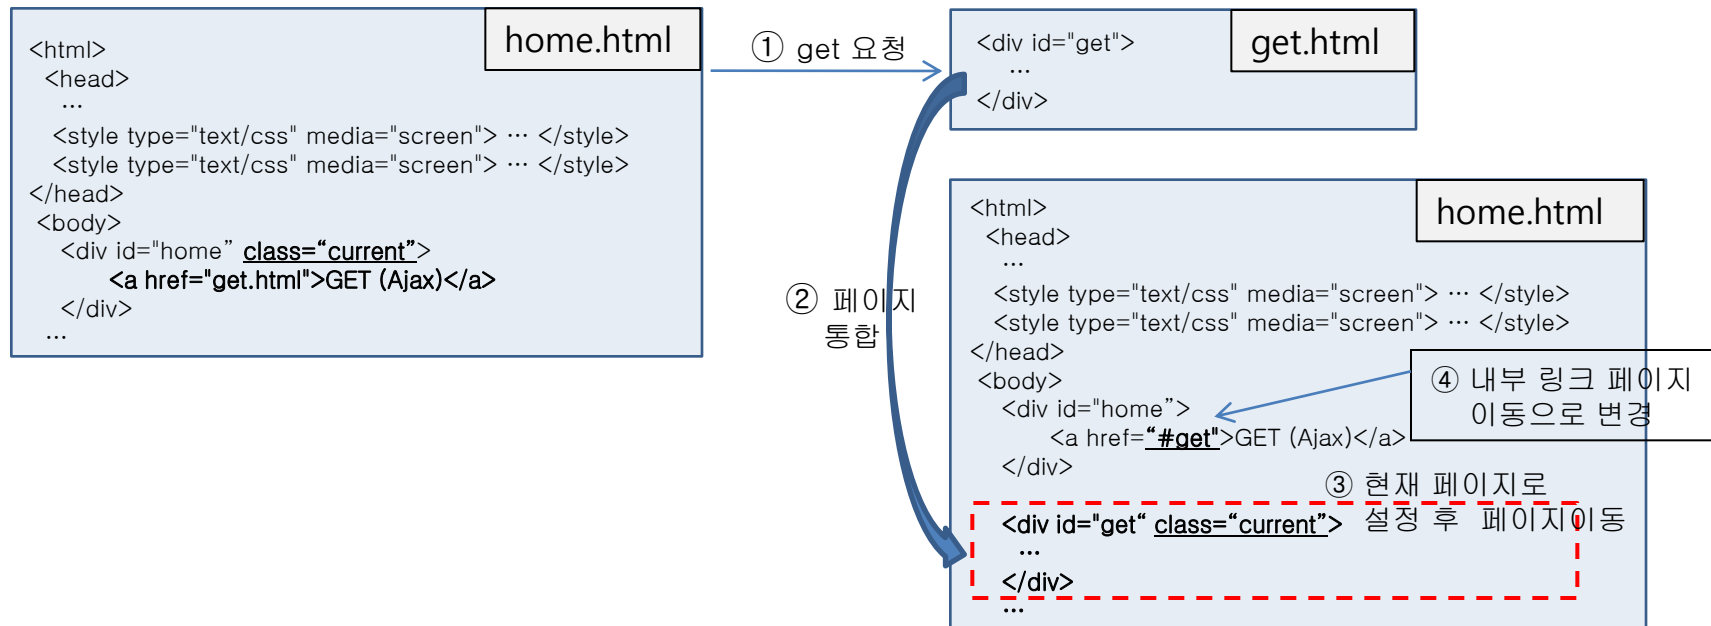 home.html
<html>
<head>
…
<style type="text/css" media="screen"> … </style>
<style type="text/css" media="screen"> … </style>
</head>
<body>
<div id="home” class=“current”>
<a href="get.html">GET (Ajax)</a>
</div>
…
① get 요청
get.html
<div id="get">
…
</div>
② 페이지
통합
home.html
<html>
<head>
…
<style type="text/css" media="screen"> … </style>
<style type="text/css" media="screen"> … </style>
</head>
<body>
<div id="home”>
<a href=“#get">GET (Ajax)</a>
</div>
④ 내부 링크 페이지
이동으로 변경
③ 현재 페이지로
설정 후 페이지이동
<div id="get“ class=“current”>
…
</div>
…